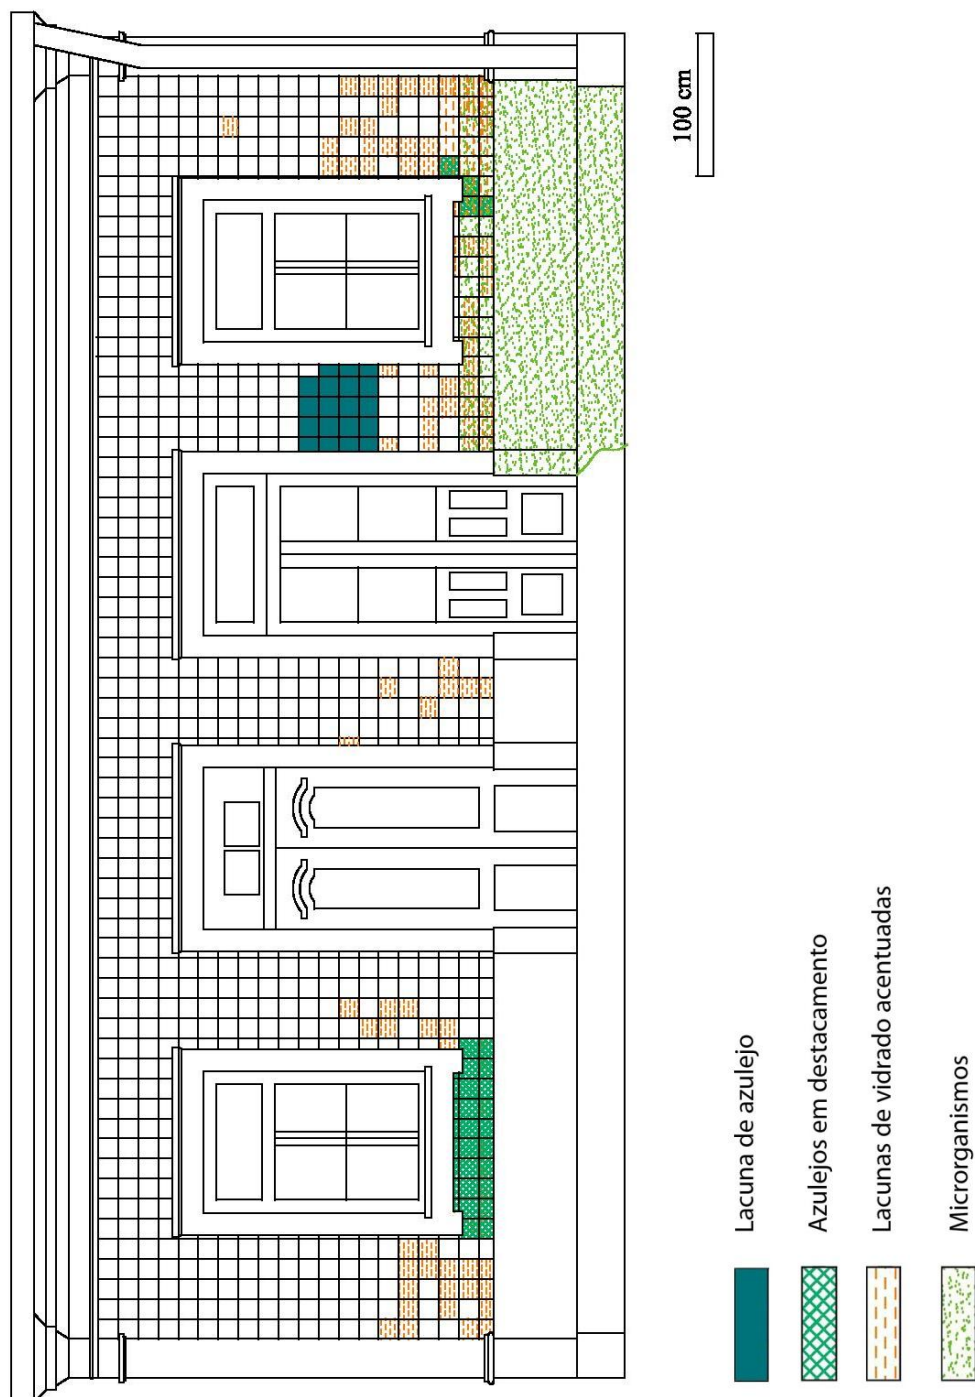 100 cm
Lacuna de azulejo
Azulejos em destacamento
Lacunas de vidrado acentuadas
Microrganismos